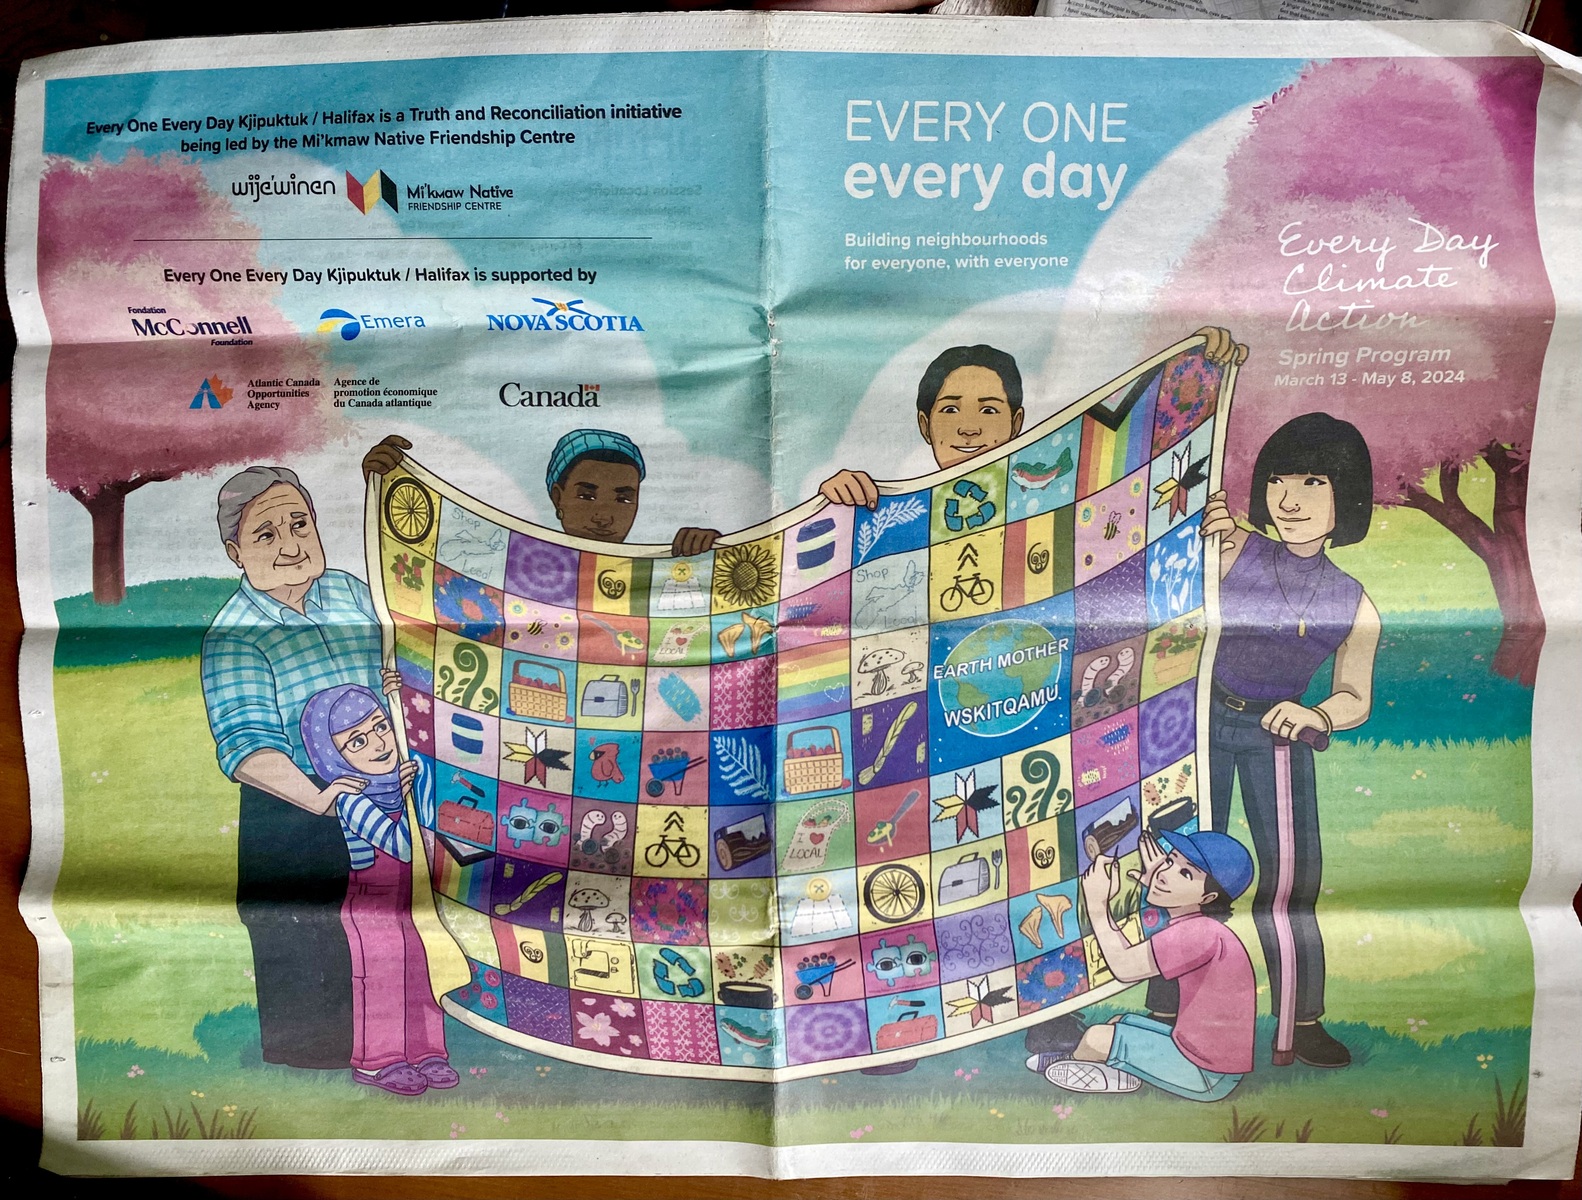 Every One Every Day Kjipuktuk / Halifax is a Truth and Reconciliation initiative
being led by the Mi'kmaw Native Friendship Centre
wije'winen
Mi'kmaw Native
FRIENDSHIP CENTRE
Every One Every Day Kjipuktuk / Halifax is supported by
Fondation
McConnell
Foundation
Emera
NOVA SCOTIA
Atlantic Canada
Opportunities
Agency
Agence de
promotion économique
du Canada atlantique
Canada
EVERY ONE
every day
Building neighbourhoods
for everyone, with everyone
Every Day
Climate
Action
Spring Program
March 13 - May 8, 2024
Shop
Local
LOCAL
Shop
Local
EARTH MOTHER
WSKITQAMU.
I
LOCAL